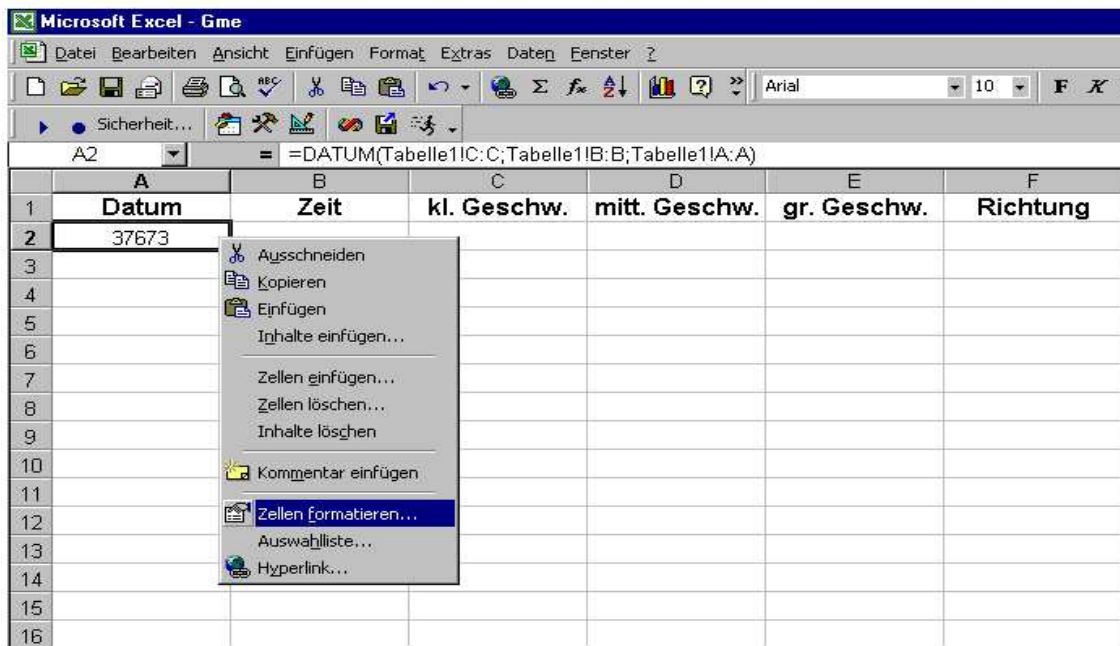 Microsoft Excel - Gme
Datei Bearbeiten Ansicht Einfügen Format Extras Daten Fenster ?
ABC Σ fx A Z ? » Arial 10 F K
Sicherheit...
A2 = =DATUM(Tabelle1!C:C;Tabelle1!B:B;Tabelle1!A:A)
A B C D E F
1 Datum Zeit kl. Geschw. mitt. Geschw. gr. Geschw. Richtung
2 37673
3
4
5
6
7
8
9
10
11
12
13
14
15
16
Ausschneiden
Kopieren
Einfügen
Inhalte einfügen...
Zellen einfügen...
Zellen löschen...
Inhalte löschen
Kommentar einfügen
Zellen formatieren...
Auswahlliste...
Hyperlink...